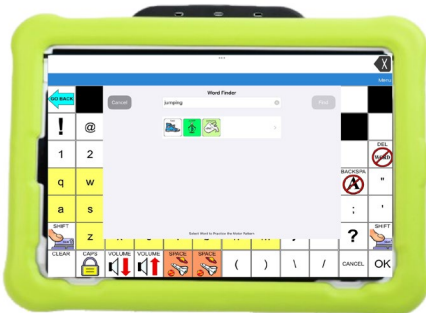 Menu
Word Finder
GO BACK
Cancel
jumping
Find
! @
DEL
1 2
WORD
BACKSPA
q w
A "
a s ; '
SHIFT
SHIFT
z ?
Select Word to Practice the Motor Pattern
CLEAR CAPS VOLUME VOLUME SPACE SPACE
( ) \ / CANCEL OK